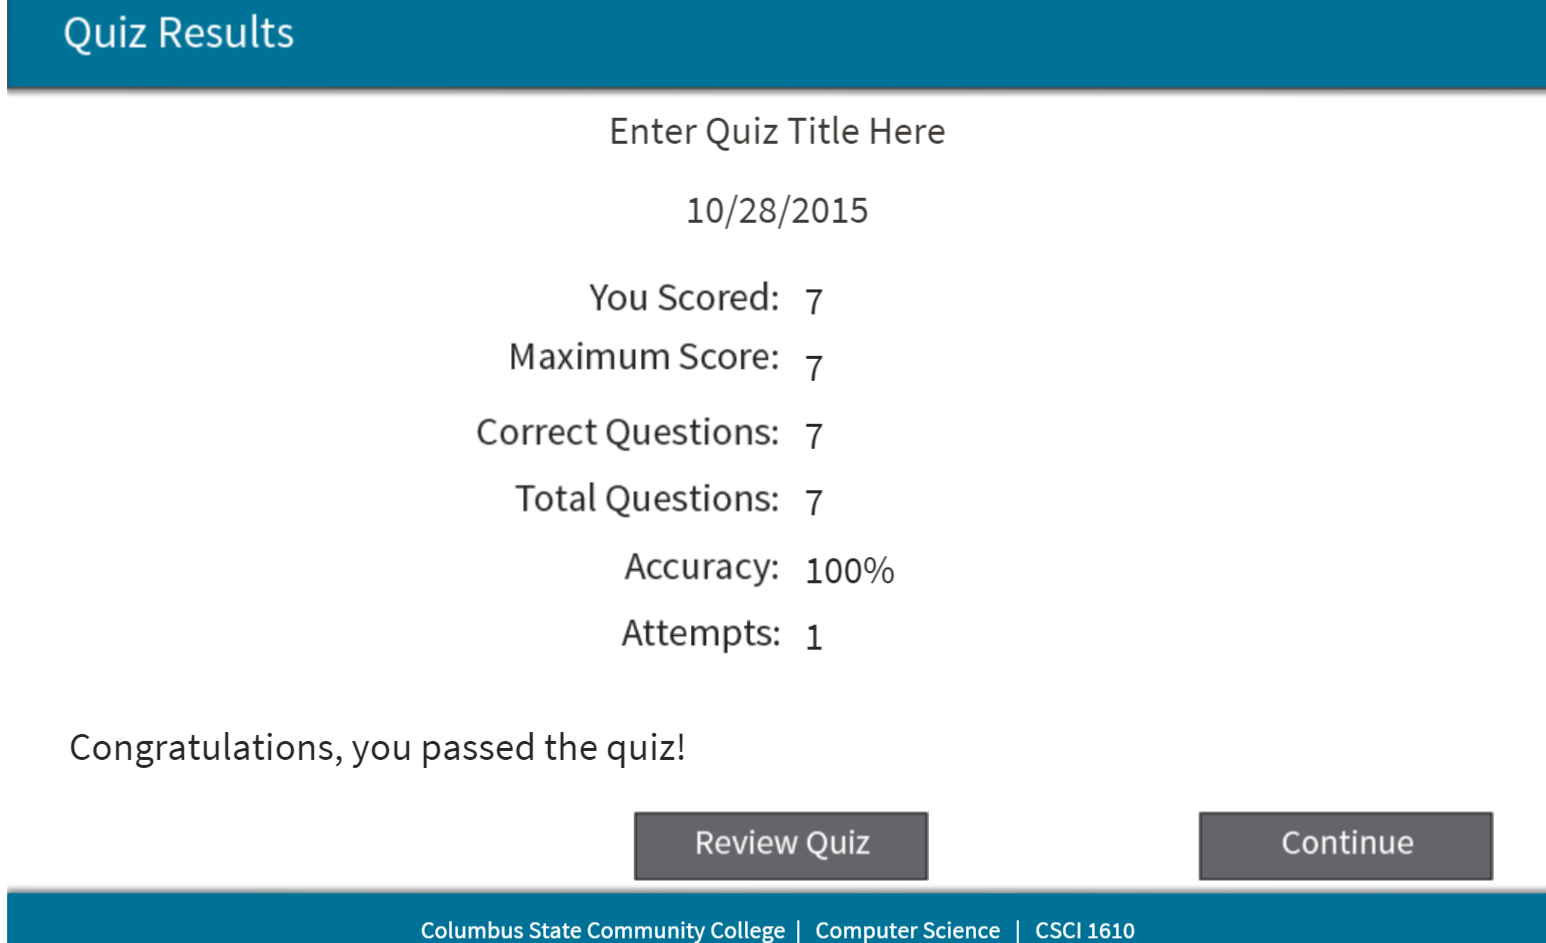 Quiz Results
Enter Quiz Title Here
10/28/2015
You Scored: 7
Maximum Score: 7
Correct Questions: 7
Total Questions: 7
Accuracy: 100%
Attempts: 1
Congratulations, you passed the quiz!
Review Quiz
Continue
Columbus State Community College | Computer Science | CSCI 1610